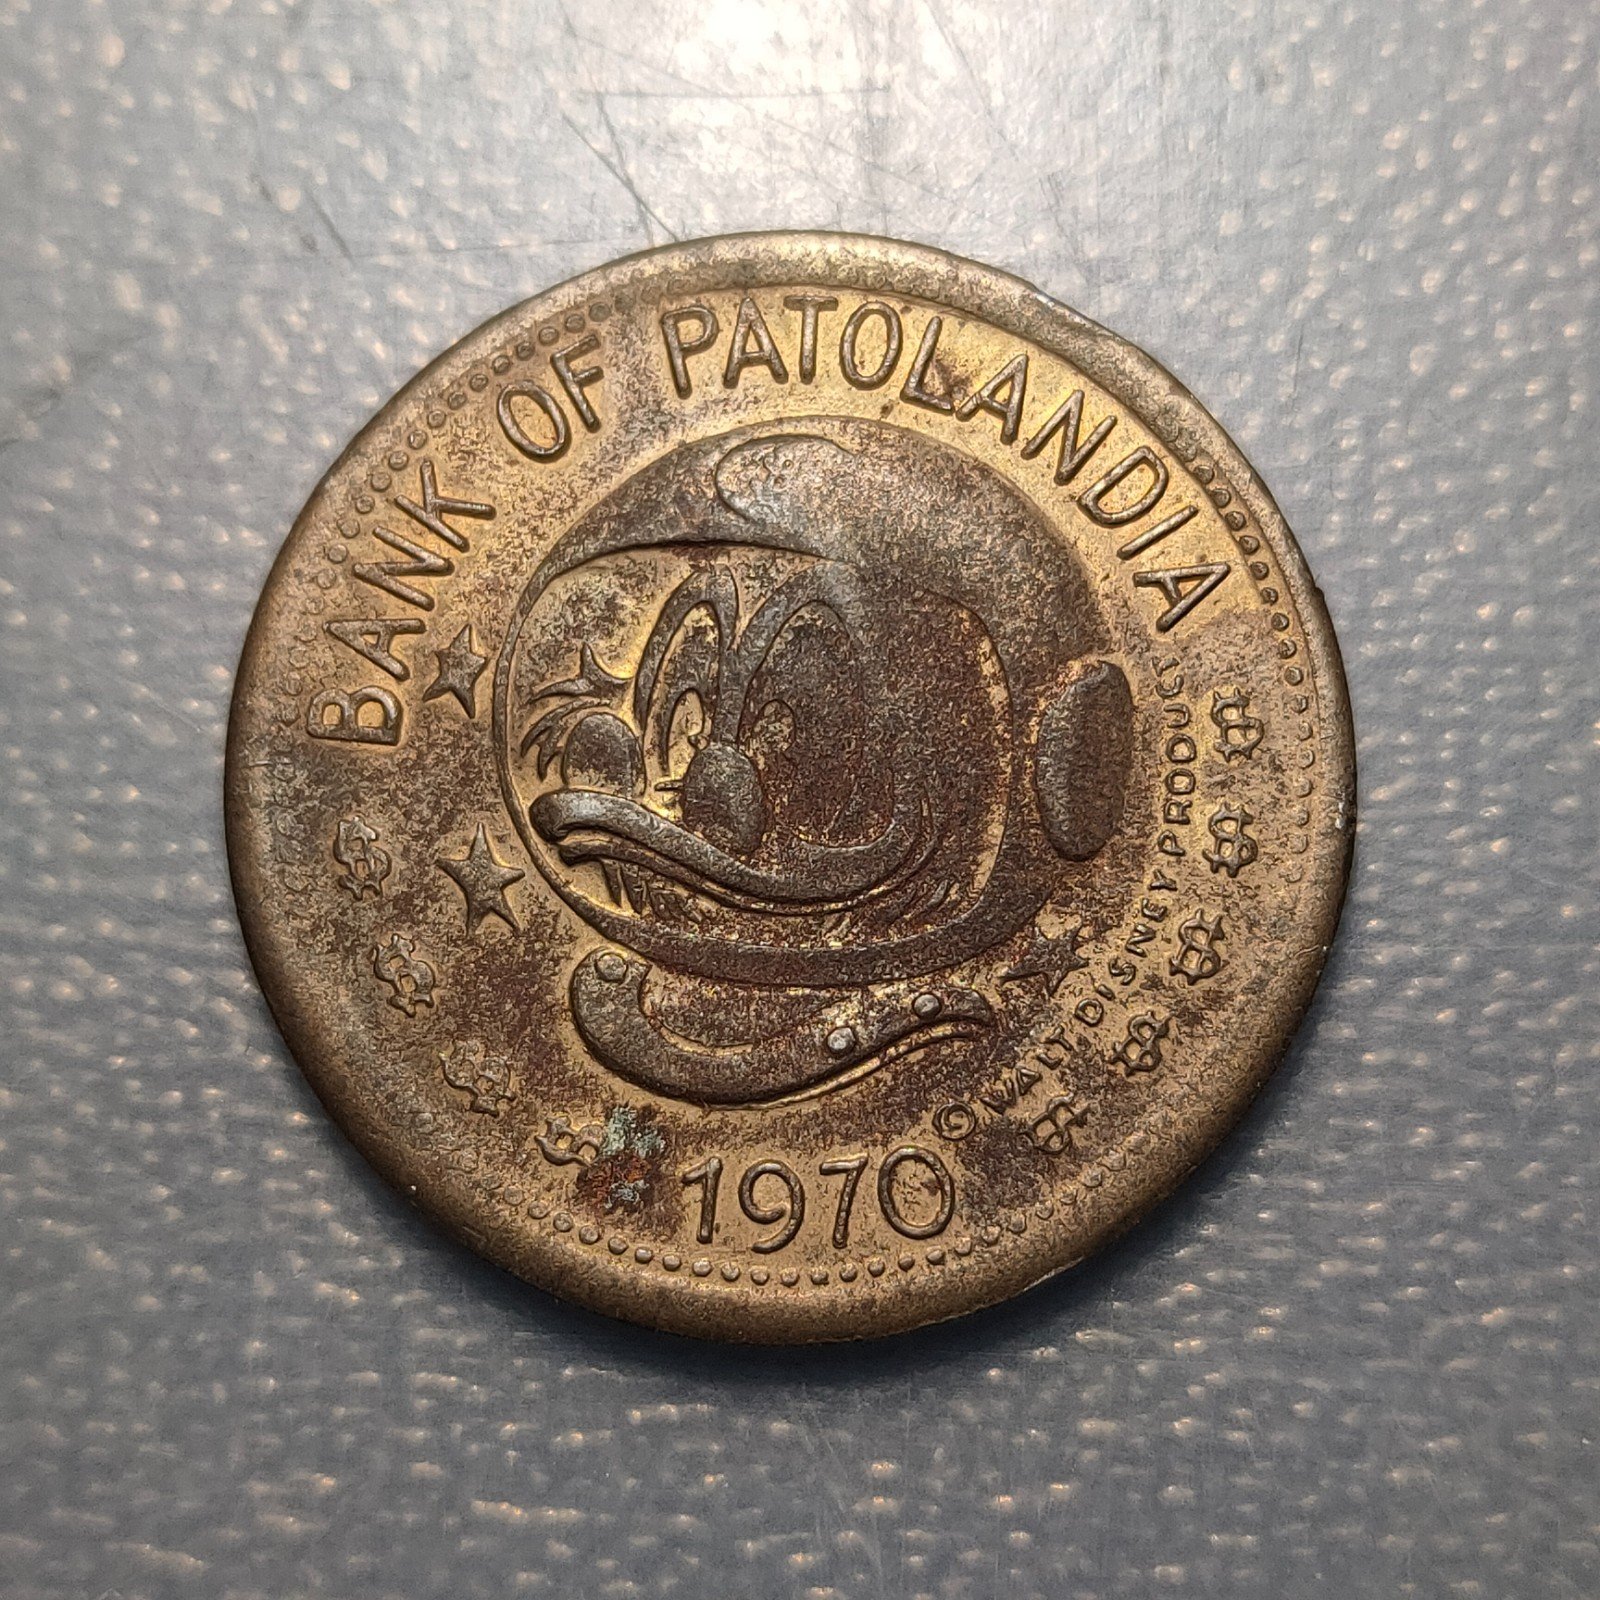 BANK OF PATOLANDIA
© WALT DISNEY PRODUCT
1970